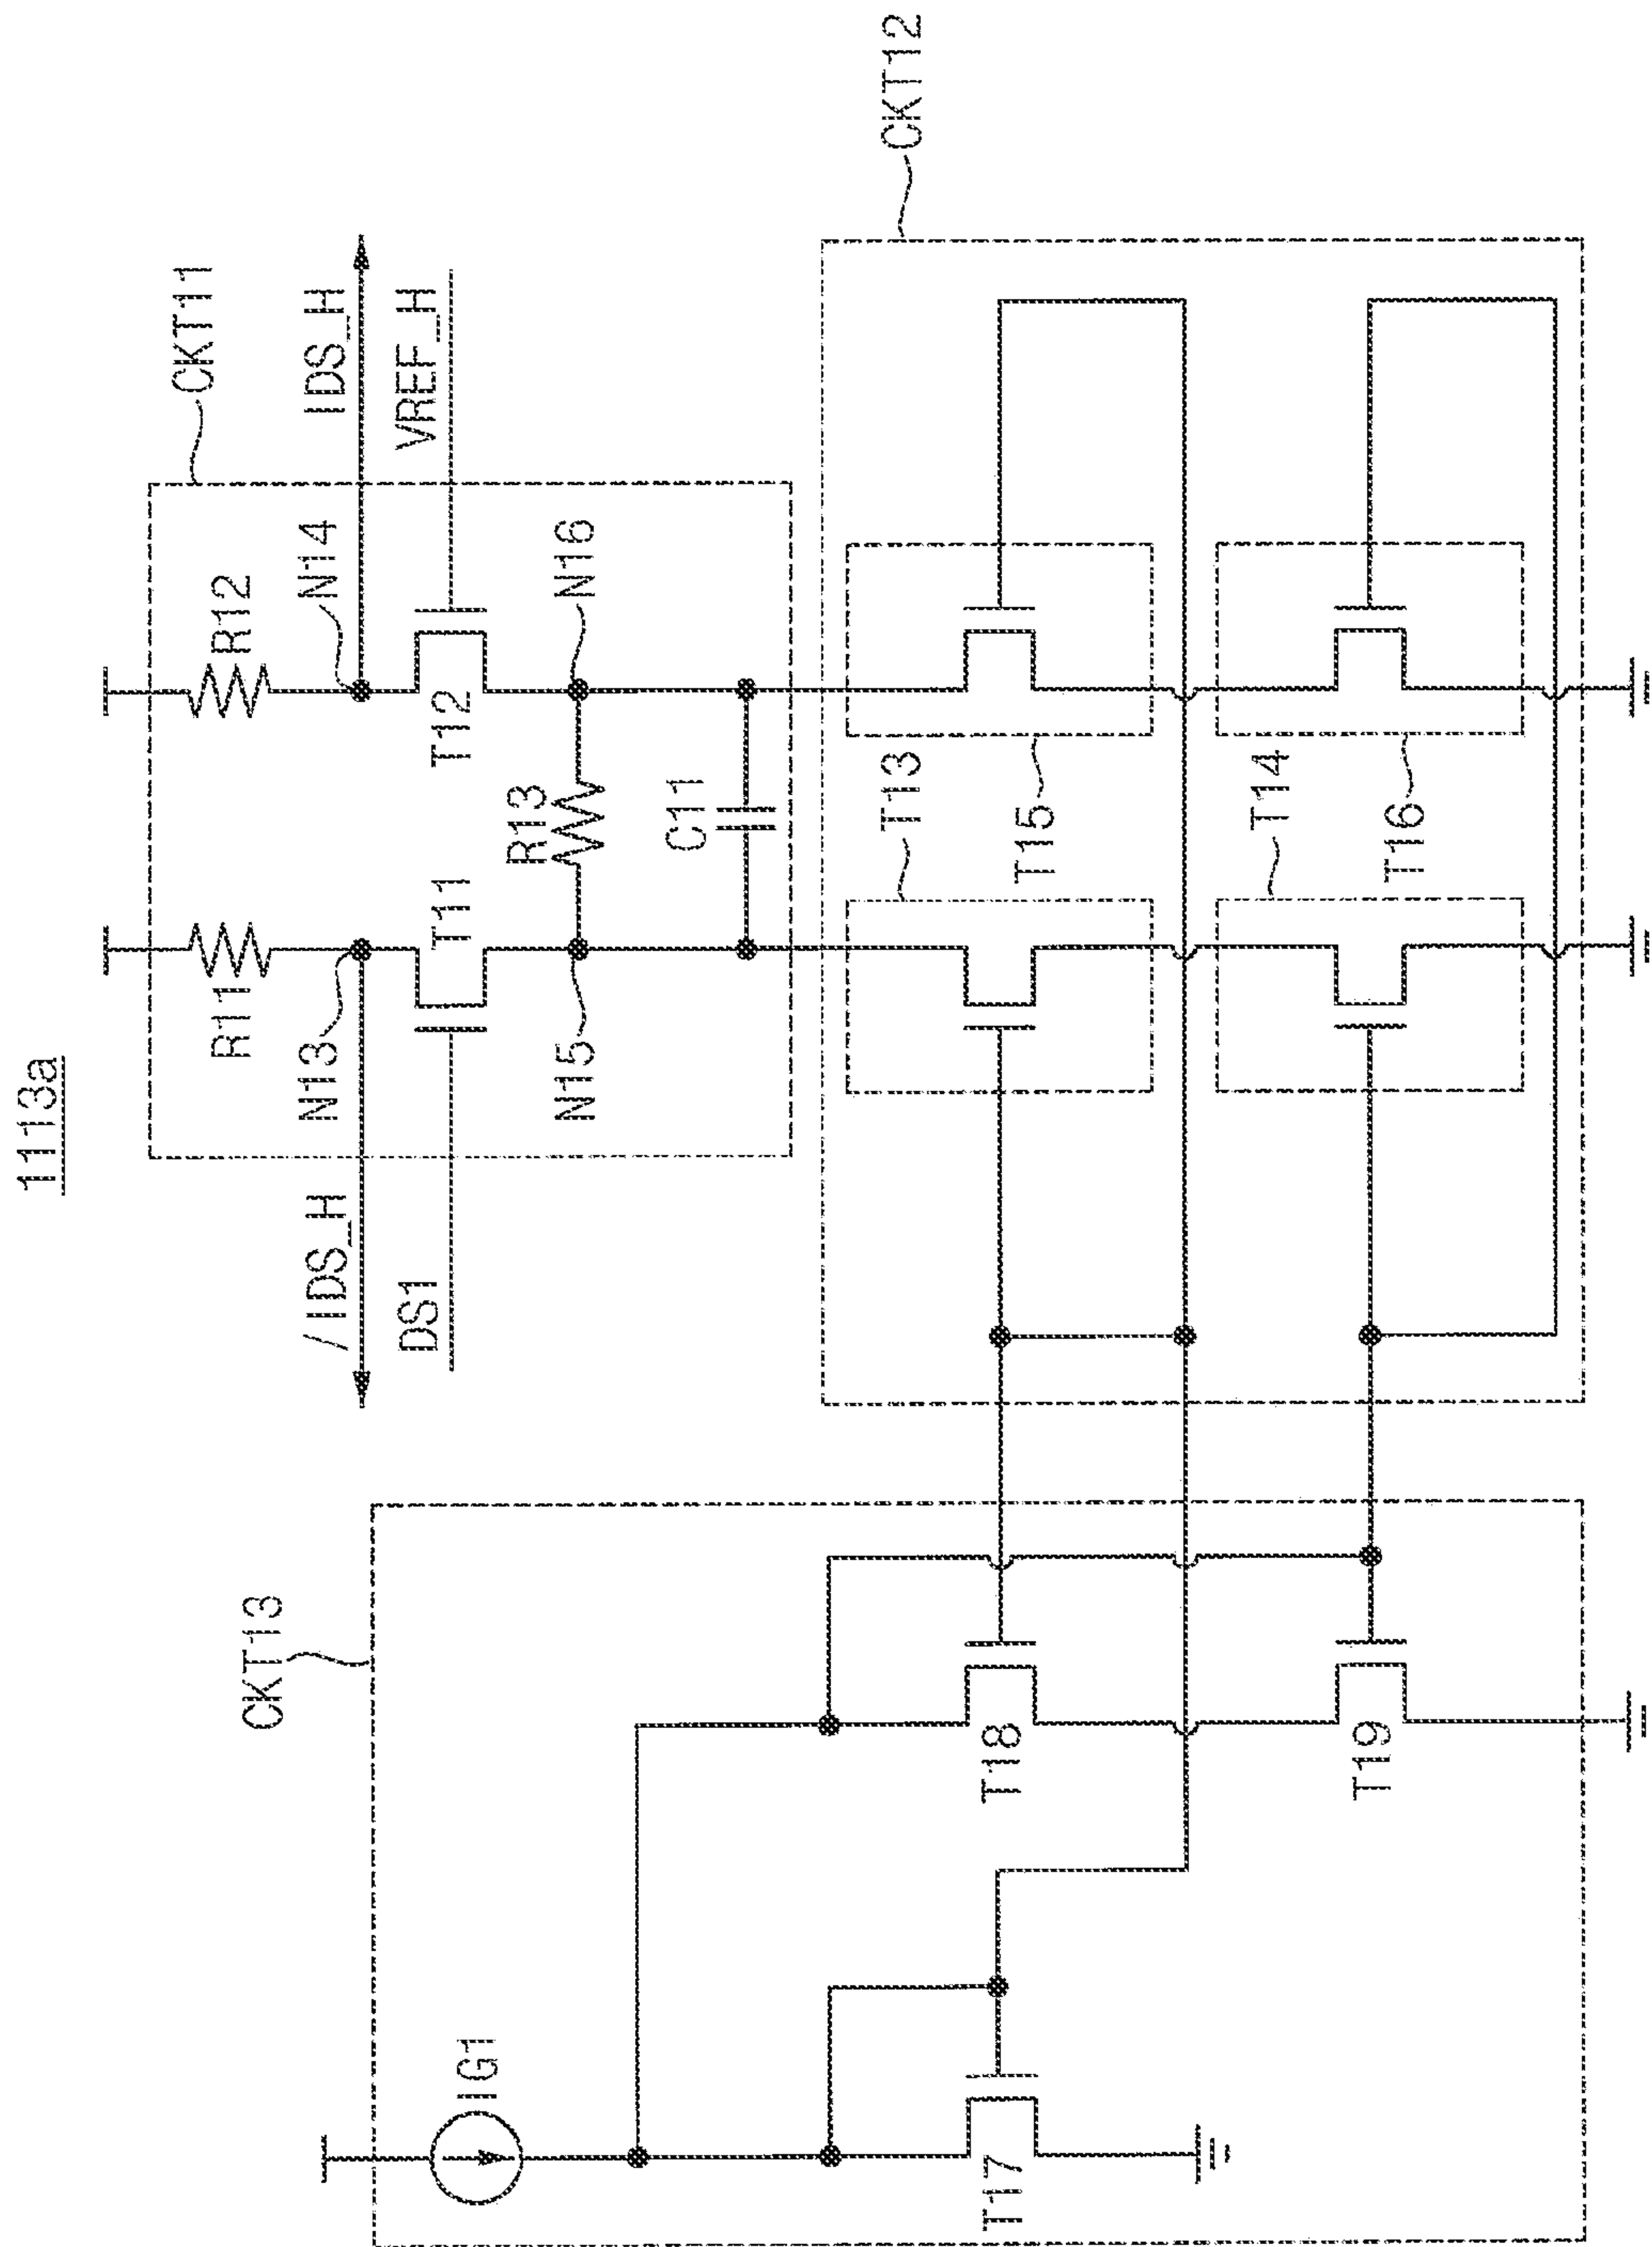 113a
CKT11
R11
R12
N13
N14
/IDS_H
IDS_H
DS1
T11
T12
VREF_H
N15
R13
N16
C11
CKT12
T13
T15
T14
T16
CKT13
IG1
T17
T18
T19